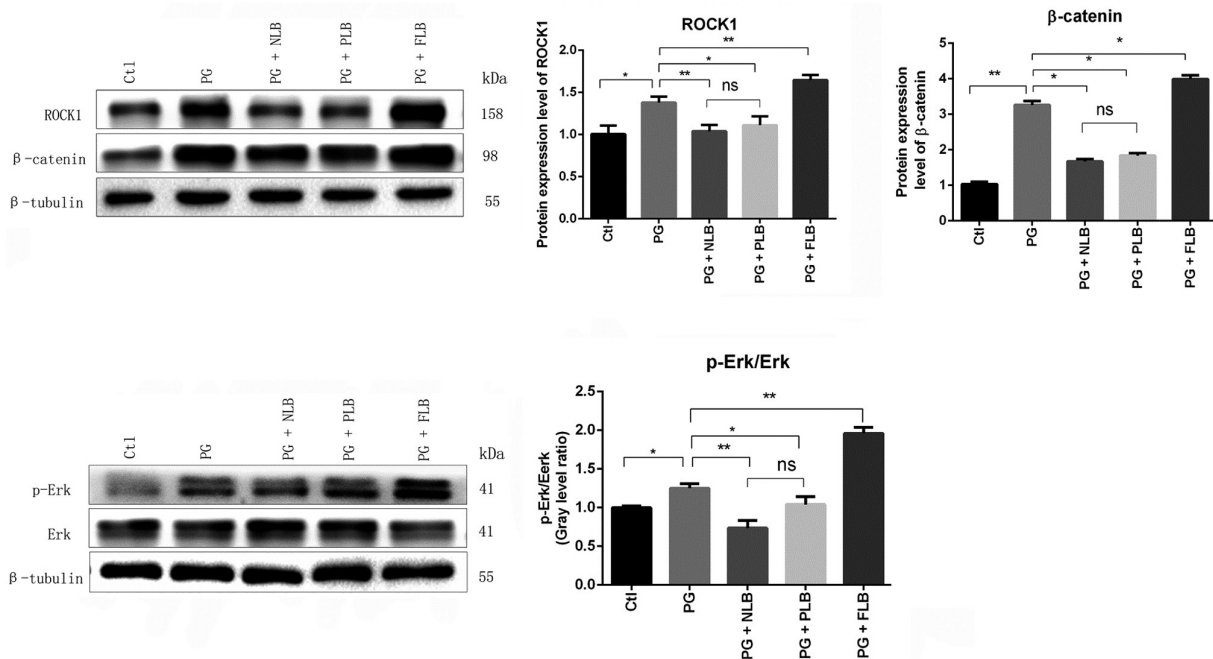 Ctl
PG
PG + NLB
PG + PLB
PG + FLB
kDa
ROCK1
158
β-catenin
98
β-tubulin
55
ROCK1
Protein expression level of ROCK1
2.0
1.5
1.0
0.5
0.0
*
**
*
**
ns
Ctl
PG
PG + NLB
PG + PLB
PG + FLB
β-catenin
Protein expression
level of β-catenin
5
4
3
2
1
0
**
*
*
*
ns
Ctl
PG
PG + NLB
PG + PLB
PG + FLB
Ctl
PG
PG + NLB
PG + PLB
PG + FLB
kDa
p-Erk
41
Erk
41
β-tubulin
55
p-Erk/Erk
p-Erk/Eerk
(Gray level ratio)
2.5
2.0
1.5
1.0
0.5
0.0
*
**
*
**
ns
Ctl
PG
PG + NLB
PG + PLB
PG + FLB